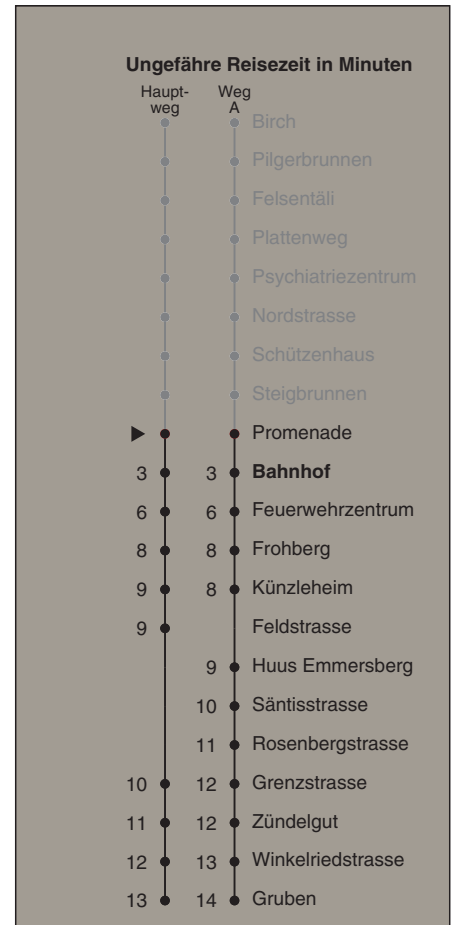 Ungefähre Reisezeit in Minuten
Haupt- Weg
weg A
Birch
Pilgerbrunnen
Felsentäli
Plattenweg
Psychiatriezentrum
Nordstrasse
Schützenhaus
Steigbrunnen
Promenade
3 3 Bahnhof
6 6 Feuerwehrzentrum
8 8 Frohberg
9 8 Künzleheim
9 Feldstrasse
9 Huus Emmersberg
10 Säntisstrasse
11 Rosenbergstrasse
10 12 Grenzstrasse
11 12 Zündelgut
12 13 Winkelriedstrasse
13 14 Gruben